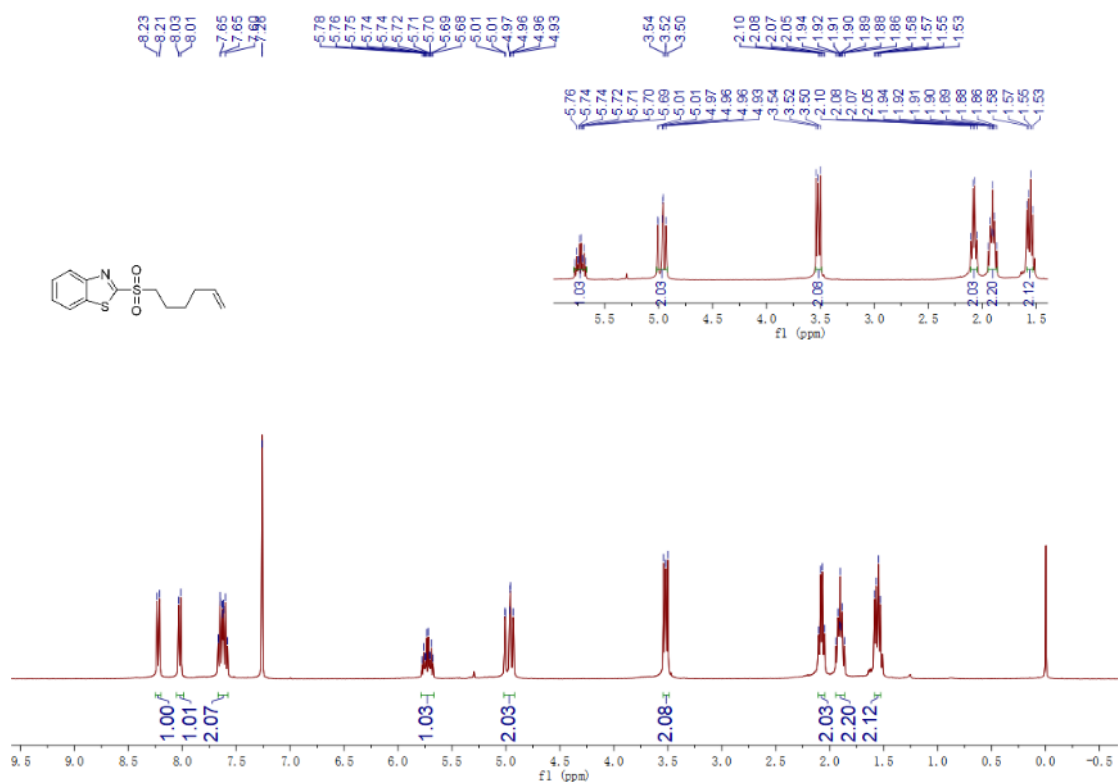 8.23 8.21 8.03 8.01 7.65 7.65 7.60 7.26 5.78 5.76 5.75 5.74 5.74 5.72 5.71 5.70 5.69 5.68 5.01 5.01 4.97 4.96 4.96 4.93 3.54 3.52 3.50 2.10 2.08 2.07 2.05 1.94 1.92 1.91 1.90 1.89 1.88 1.86 1.58 1.57 1.55 1.53
5.76 5.74 5.74 5.72 5.71 5.70 5.69 5.01 5.01 4.97 4.96 4.96 4.93 3.54 3.52 3.50 2.10 2.08 2.07 2.05 1.94 1.92 1.91 1.90 1.89 1.88 1.86 1.58 1.57 1.55 1.53
1.03 2.03 2.08 2.03 2.20 2.12
5.5 5.0 4.5 4.0 3.5 3.0 2.5 2.0 1.5
f1 (ppm)
O
N
S
S
O
1.00 1.01 2.07 1.03 2.03 2.08 2.03 2.20 2.12
9.5 9.0 8.5 8.0 7.5 7.0 6.5 6.0 5.5 5.0 4.5 4.0 3.5 3.0 2.5 2.0 1.5 1.0 0.5 0.0 -0.5
f1 (ppm)